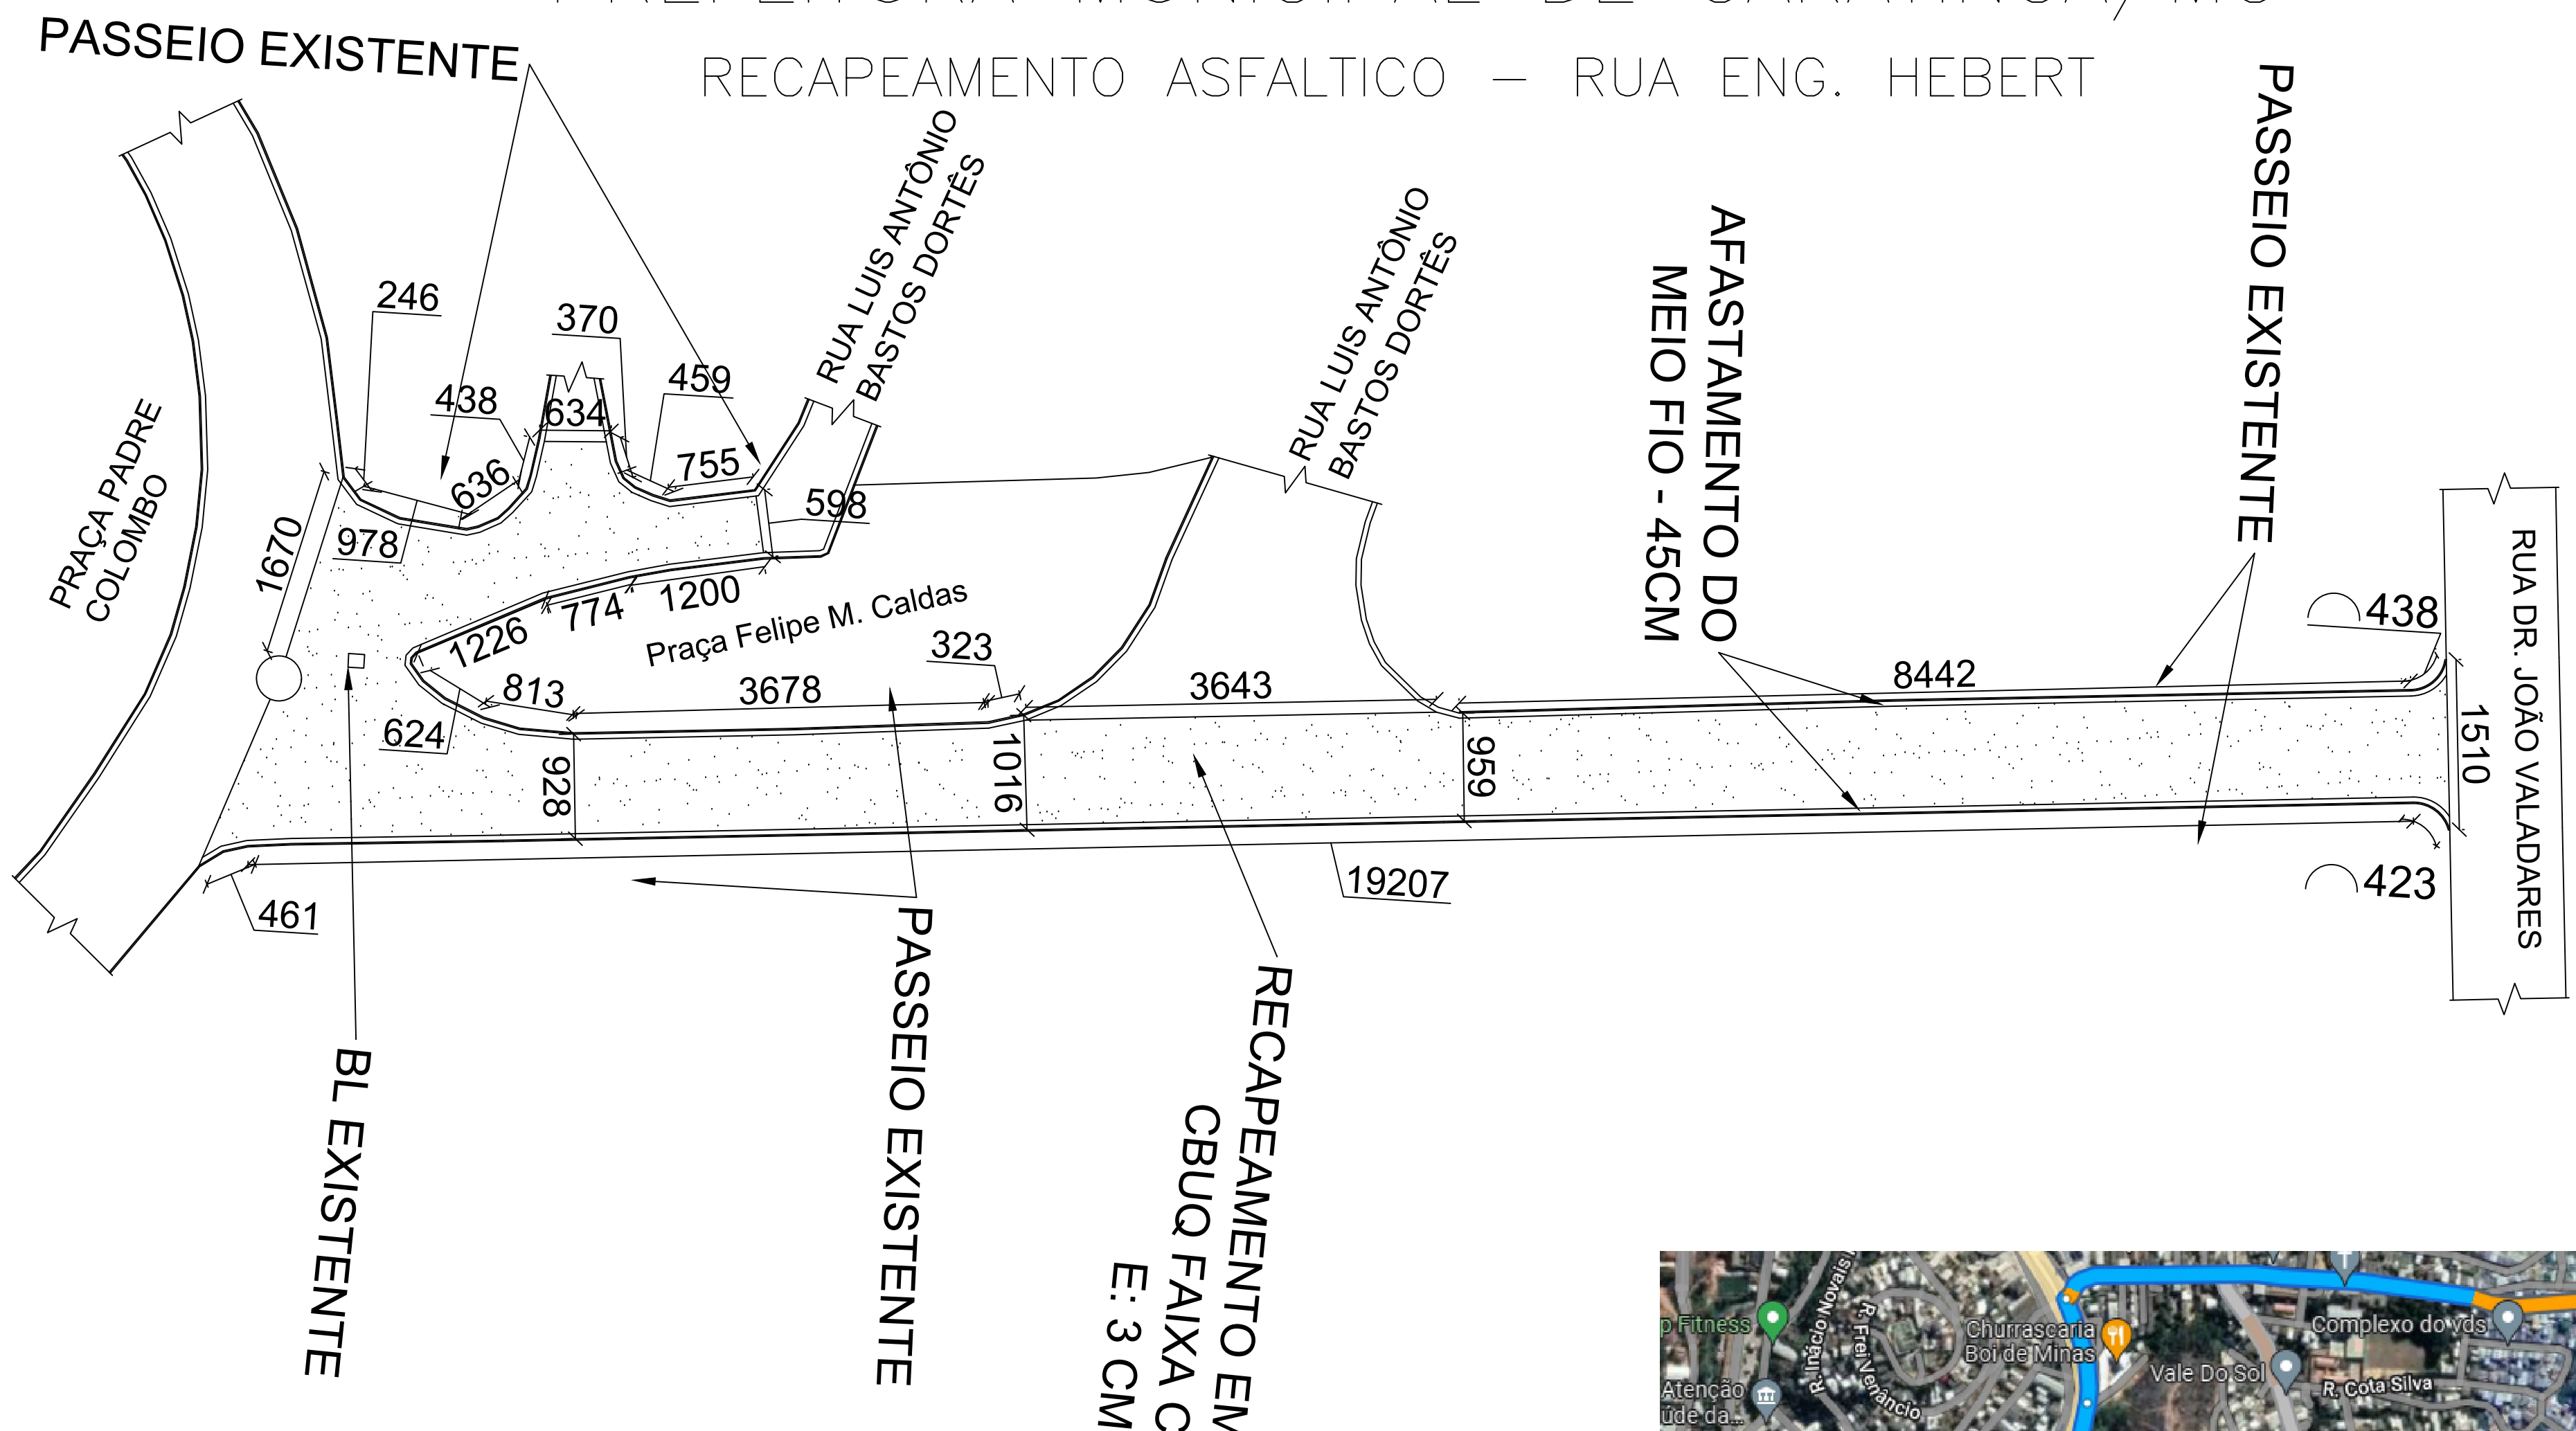 PASSEIO EXISTENTE
RECAPEAMENTO ASFALTICO - RUA ENG. HEBERT
PASSEIO EXISTENTE
RUA LUIS ANTÔNIO
BASTOS DORTÊS
RUA LUIS ANTÔNIO
BASTOS DORTÊS
AFASTAMENTO DO
MEIO FIO - 45CM
246
370
459
438
634
755
636
598
978
1670
PRAÇA PADRE
COLOMBO
1200
774
1226
Praça Felipe M. Caldas
323
813
3678
3643
8442
438
624
928
1016
959
1510
RUA DR. JOÃO VALADARES
19207
423
461
BL EXISTENTE
PASSEIO EXISTENTE
RECAPEAMENTO EM
CBUQ FAIXA C
E: 3 CM
p Fitness
R. Inácio Novais
R. Frei Venâncio
Churrascaria
Boi de Minas
Complexo do vds
Vale Do Sol
R. Cota Silva
Atenção
úde da...